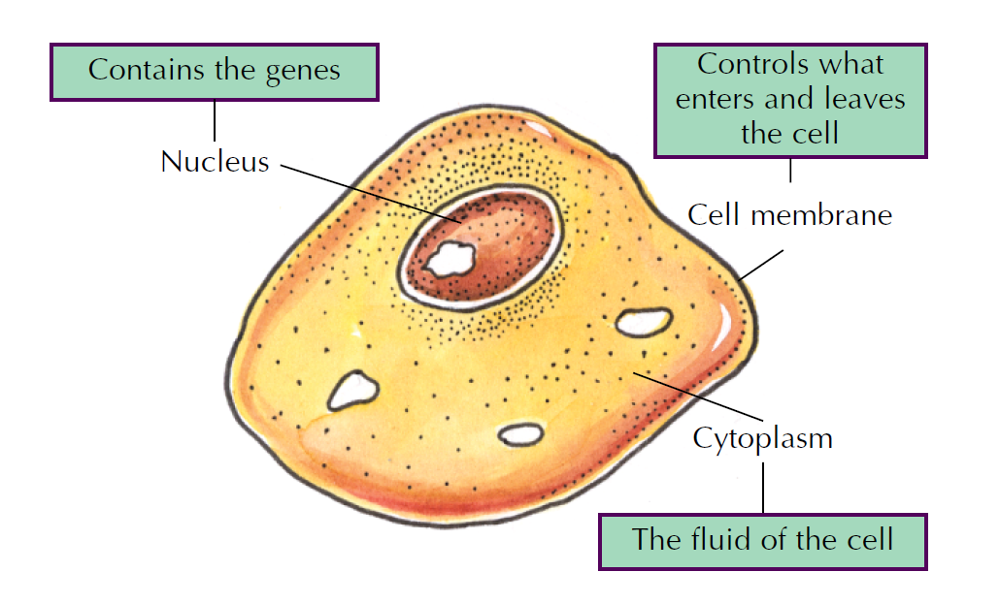 Contains the genes
Nucleus
Controls what
enters and leaves
the cell
Cell membrane
Cytoplasm
The fluid of the cell